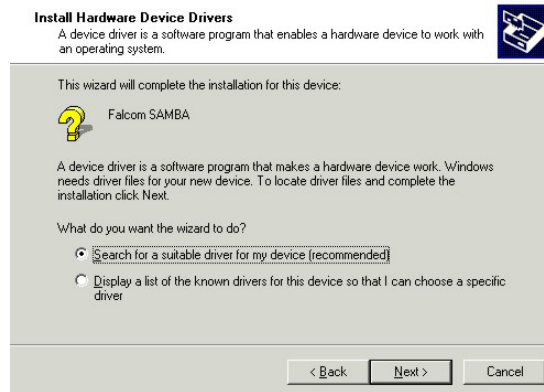 Install Hardware Device Drivers
A device driver is a software program that enables a hardware device to work with
an operating system.
This wizard will complete the installation for this device:
Falcom SAMBA
A device driver is a software program that makes a hardware device work. Windows
needs driver files for your new device. To locate driver files and complete the
installation click Next.
What do you want the wizard to do?
Search for a suitable driver for my device (recommended)
Display a list of the known drivers for this device so that I can choose a specific
driver
< Back
Next >
Cancel